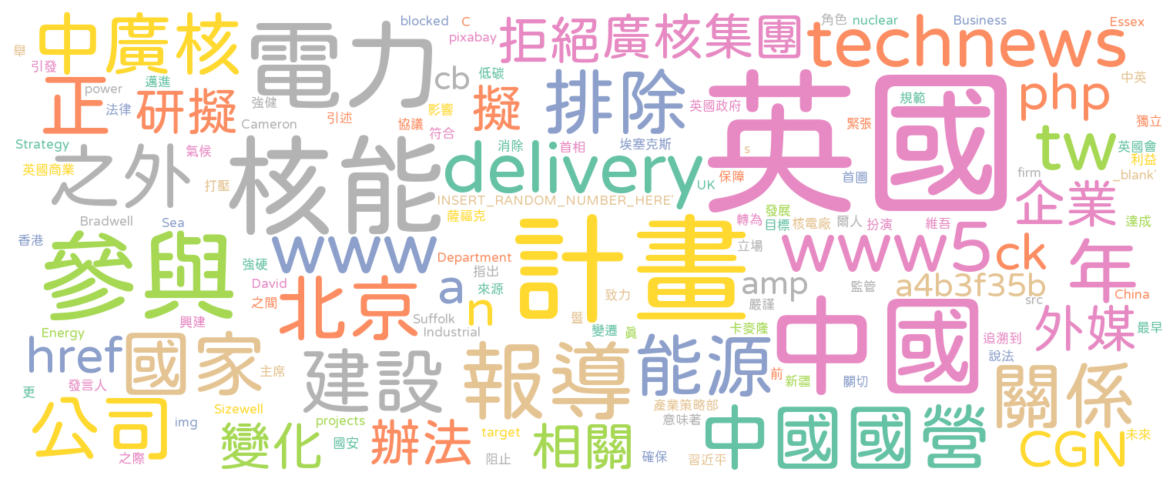 中廣核
電力
blocked
C
pixabay
拒絕
廣核集團
technews
角色
nuclear
Business
Essex
舉
引發
正
power
邁進
法律
研擬
強健
引述
cb
低碳
擬
協議
影響
符合
排除
英國
英國政府
規範
php
中英
緊張
獨立
Strategy
英國商業
之外
氣候
Cameron
打壓
核能
消除
首相
埃塞克斯
delivery
UK
s
保障
首圖
tw
英國會
利益
_blank'
firm
企業
INSERT_RANDOM_NUMBER_HERE'
薩福克
Bradwell
Sea
香港
參與
www
計畫
轉為
發展
目標
核電廠
爾人
扮演
維吾
立場
www5
ck
年
達成
強硬
David
之間
Department
指出
來源
北京
a
n
致力
嚴謹
amp
監管
a4b3f35b
src
China
Suffolk
Industrial
興建
Energy
變遷
卡麥隆
中國
追溯到
說法
外媒
最早
href
國家
主席
建設
報導
能源
前
新疆
關切
關係
更
發言人
公司
之際
img
Sizewell
變化
projects
國安
辦法
target
阻止
相關
產業策略部
意味著
確保
習近平
中國國營
CGN
未來